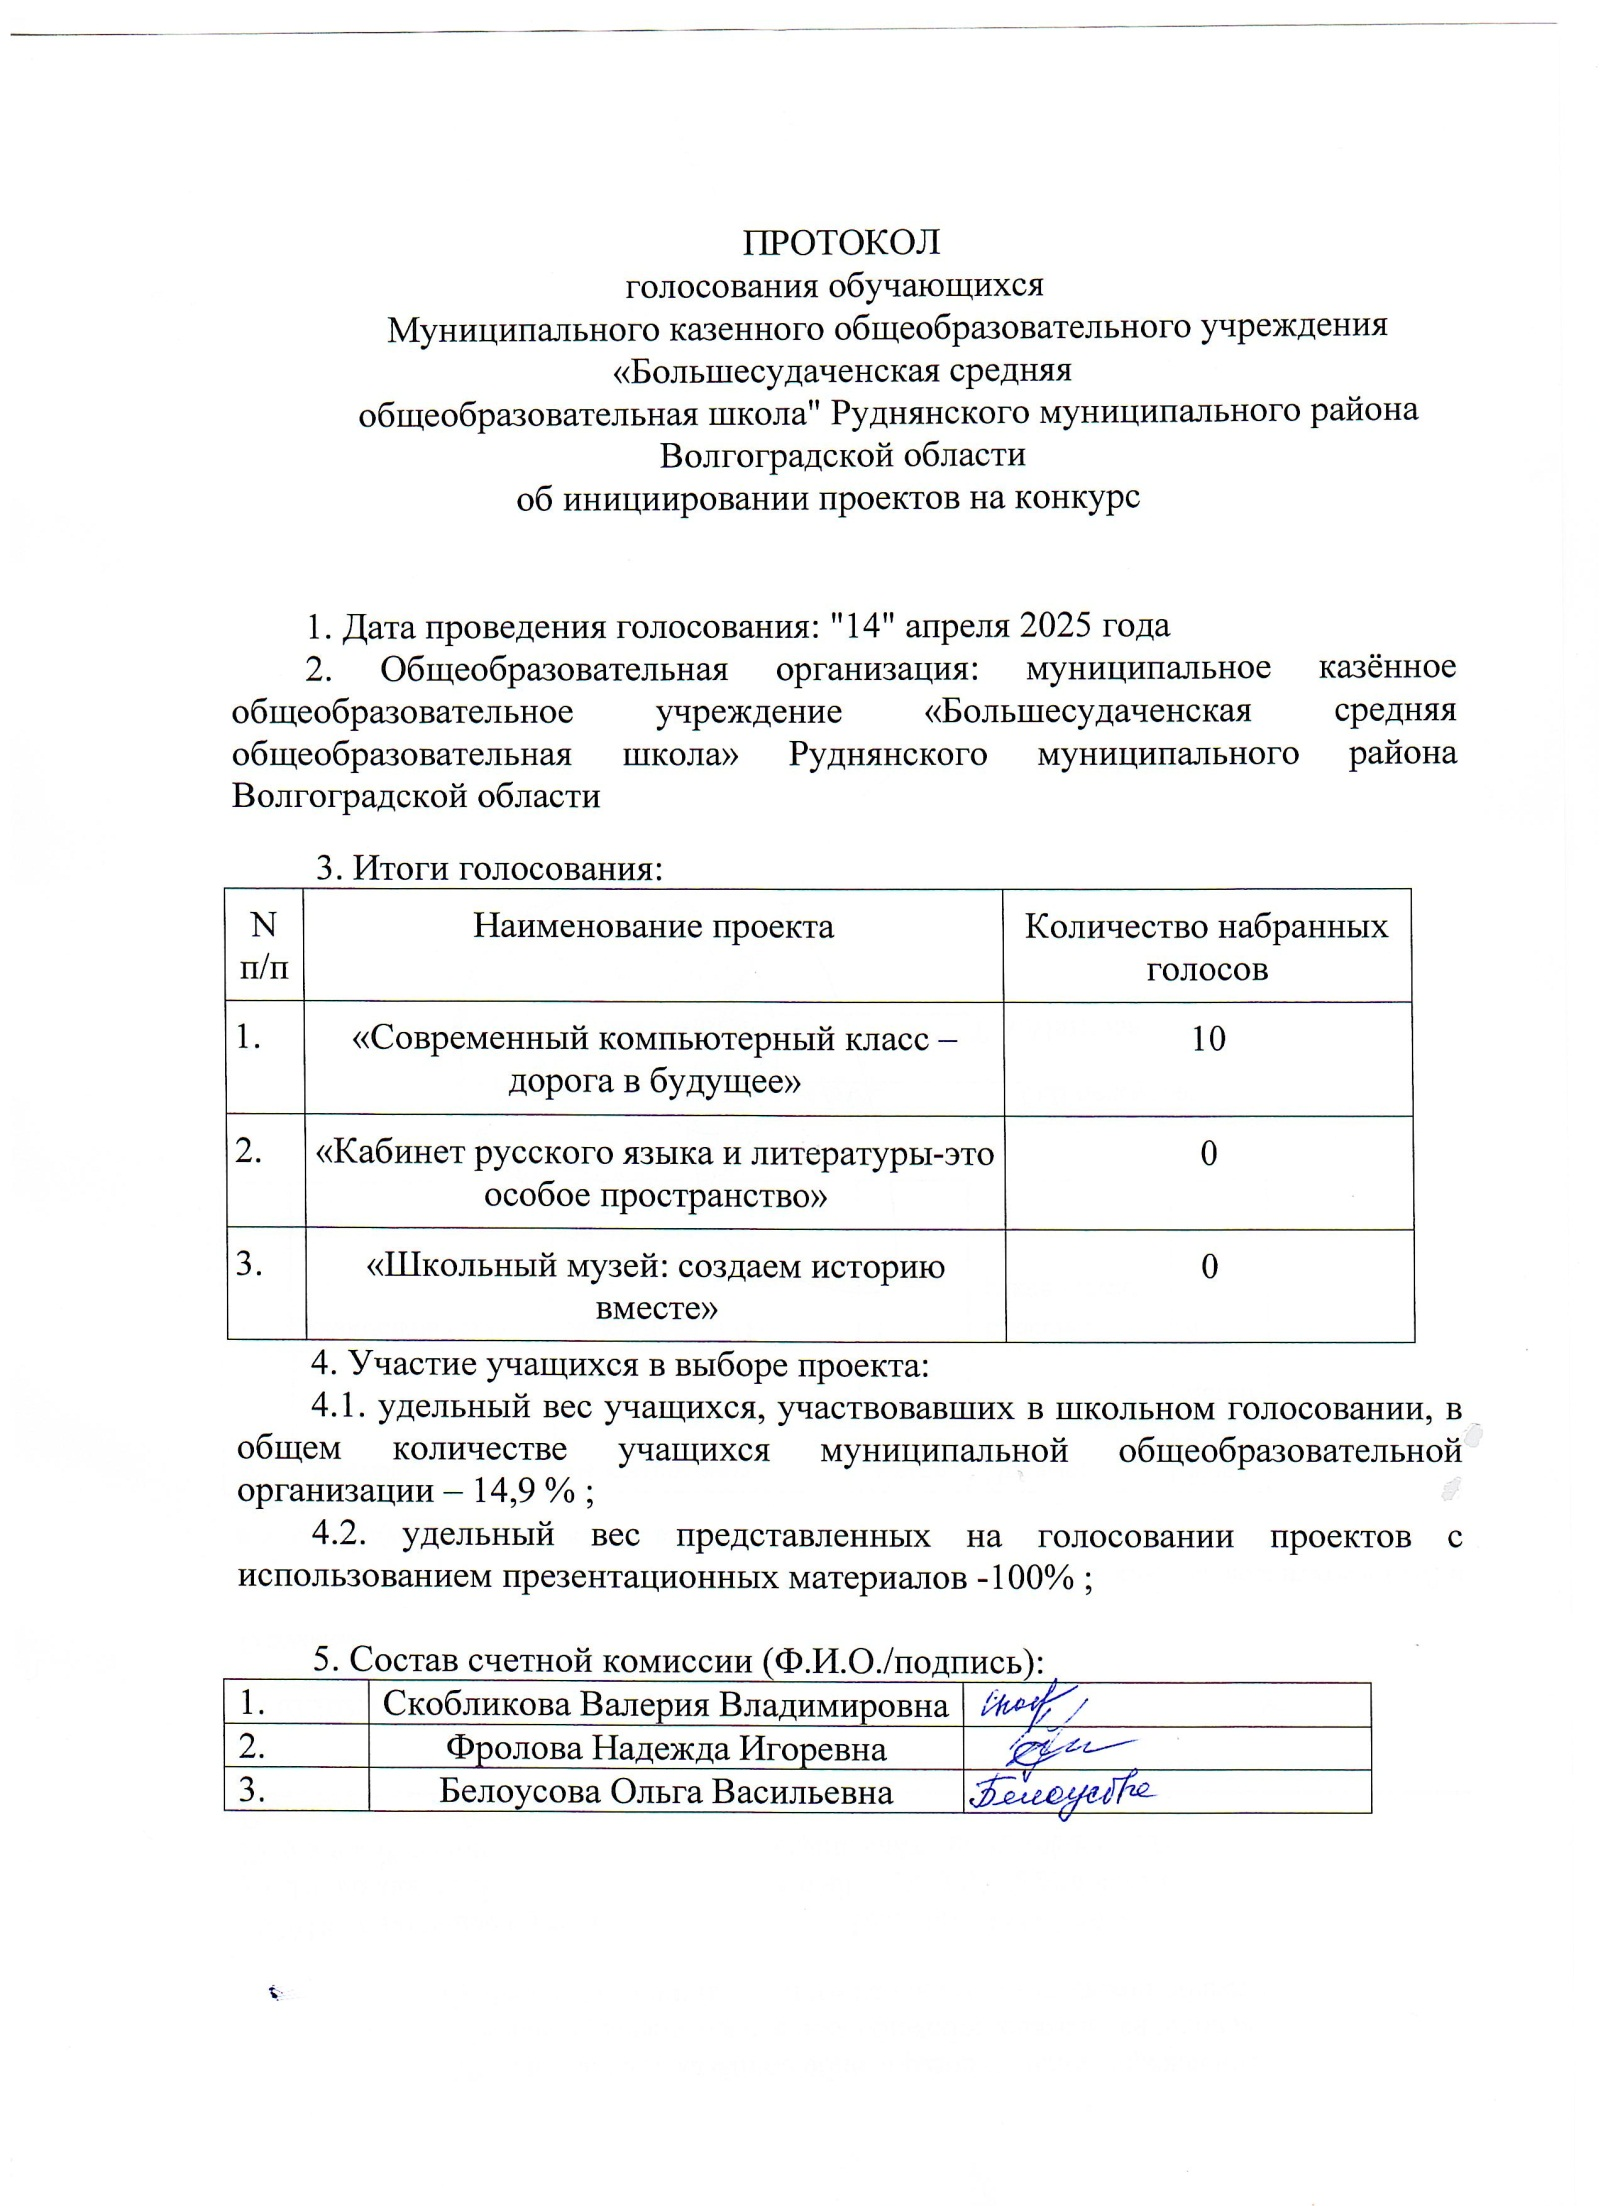 ПРОТОКОЛ
голосования обучающихся
Муниципального казенного общеобразовательного учреждения
«Большесудаченская средняя
общеобразовательная школа" Руднянского муниципального района
Волгоградской области
об инициировании проектов на конкурс
1. Дата проведения голосования: "14" апреля 2025 года
2. Общеобразовательная организация: муниципальное казённое
общеобразовательное учреждение «Большесудаченская средняя
общеобразовательная школа» Руднянского муниципального района
Волгоградской области
3. Итоги голосования:
N Наименование проекта Количество набранных
п/п голосов
1. «Современный компьютерный класс – 10
дорога в будущее»
2. «Кабинет русского языка и литературы-это 0
особое пространство»
3. «Школьный музей: создаем историю 0
вместе»
4. Участие учащихся в выборе проекта:
4.1. удельный вес учащихся, участвовавших в школьном голосовании, в
общем количестве учащихся муниципальной общеобразовательной
организации – 14,9 % ;
4.2. удельный вес представленных на голосовании проектов с
использованием презентационных материалов -100% ;
5. Состав счетной комиссии (Ф.И.О./подпись):
1. Скобликова Валерия Владимировна
2. Фролова Надежда Игоревна
3. Белоусова Ольга Васильевна Белоусова